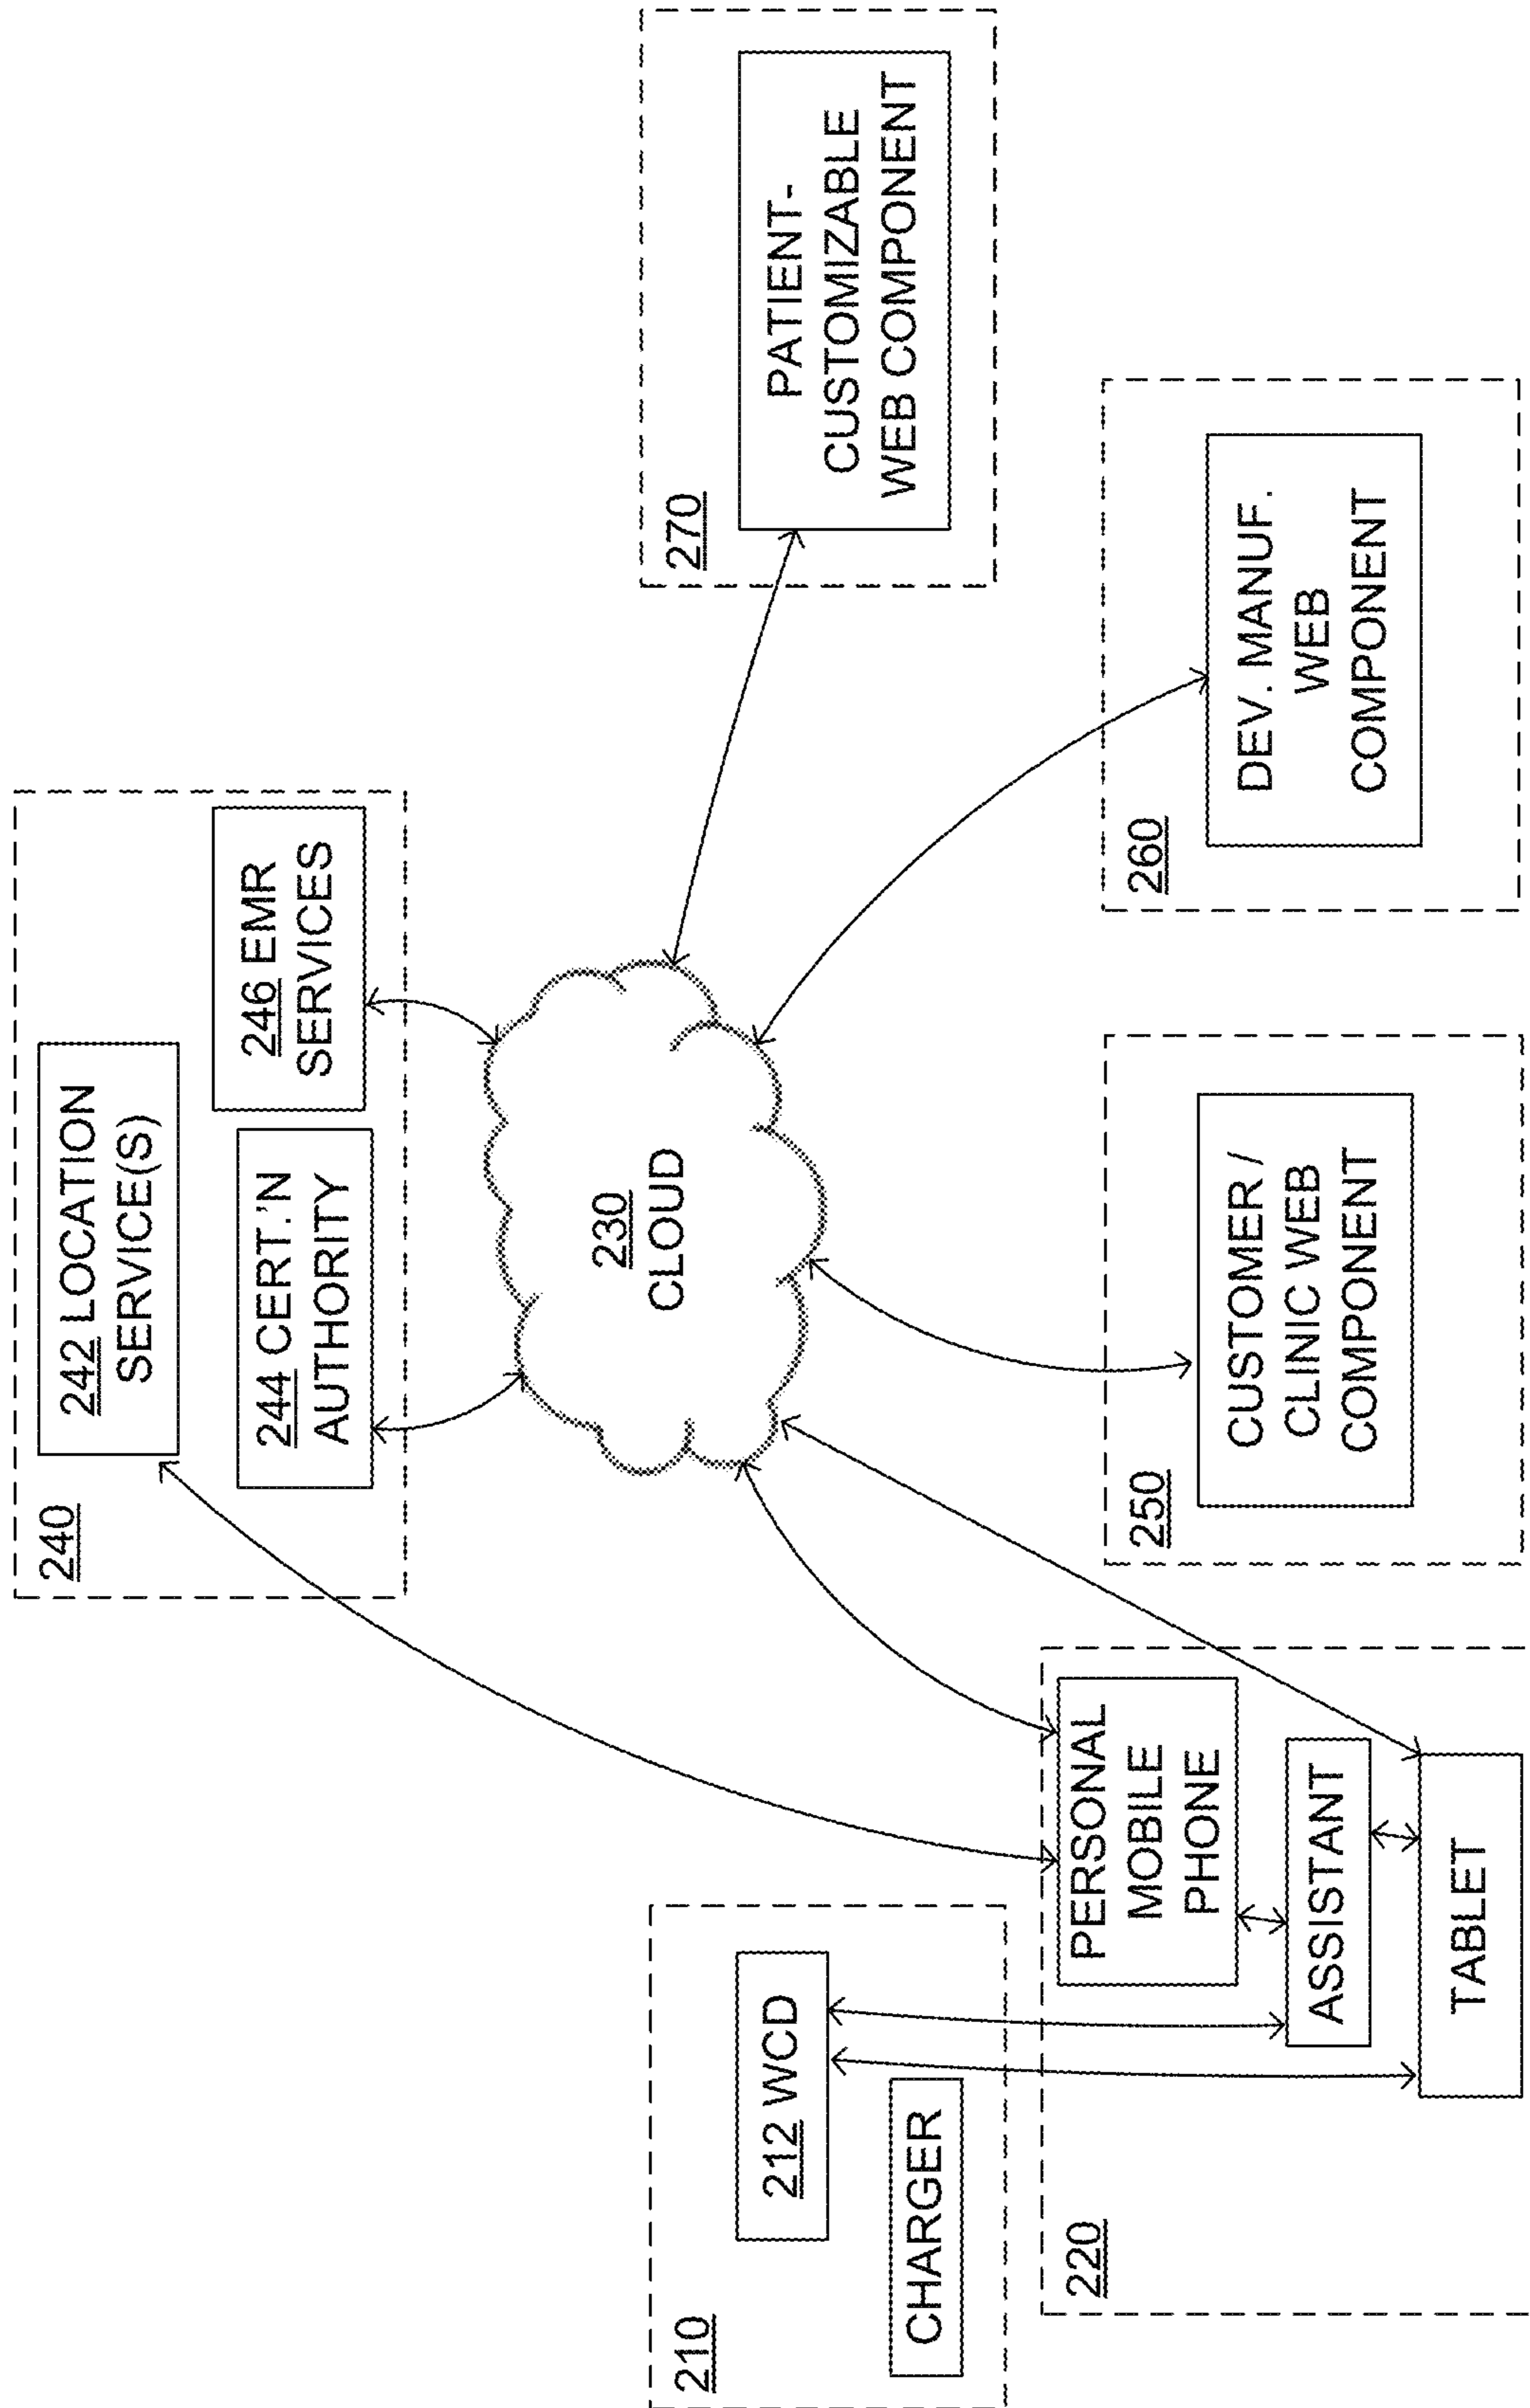 240
242 LOCATION
SERVICE(S)
244 CERT.'N
AUTHORITY
246 EMR
SERVICES
210
212 WCD
CHARGER
230
CLOUD
270
PATIENT-
CUSTOMIZABLE
WEB COMPONENT
220
PERSONAL
MOBILE
PHONE
ASSISTANT
TABLET
250
CUSTOMER /
CLINIC WEB
COMPONENT
260
DEV. MANUF.
WEB
COMPONENT